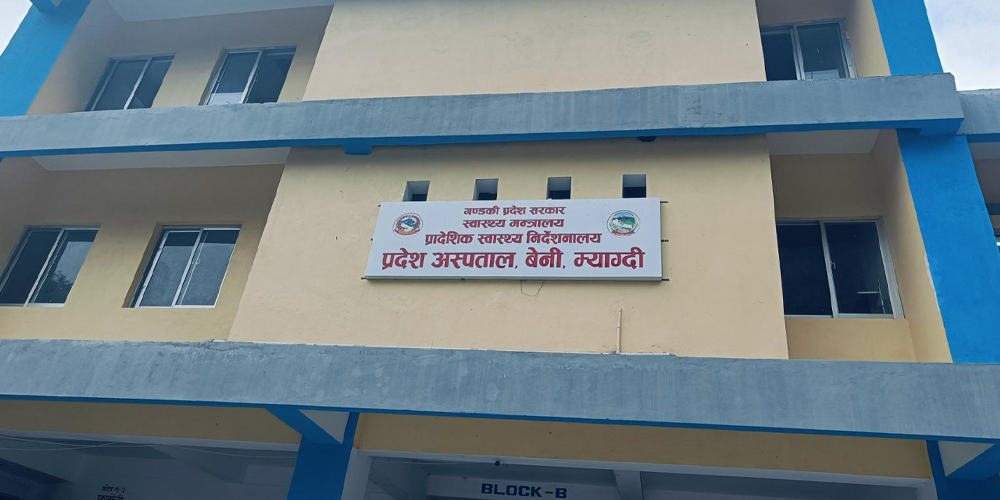 गण्डकी प्रदेश सरकार
स्वास्थ्य मन्त्रालय
प्रादेशिक स्वास्थ्य निर्देशनालय
प्रदेश अस्पताल, बेनी, म्याग्दी
BLOCK-B